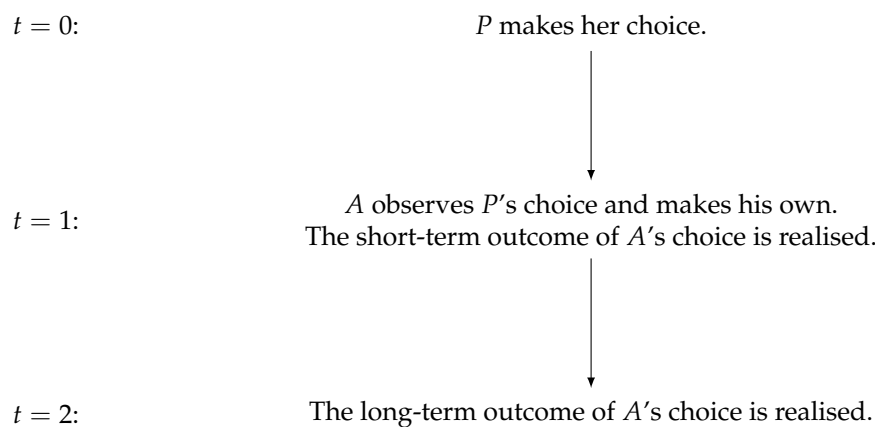 t = 0: P makes her choice.
t = 1: A observes P's choice and makes his own.
The short-term outcome of A's choice is realised.
t = 2: The long-term outcome of A's choice is realised.